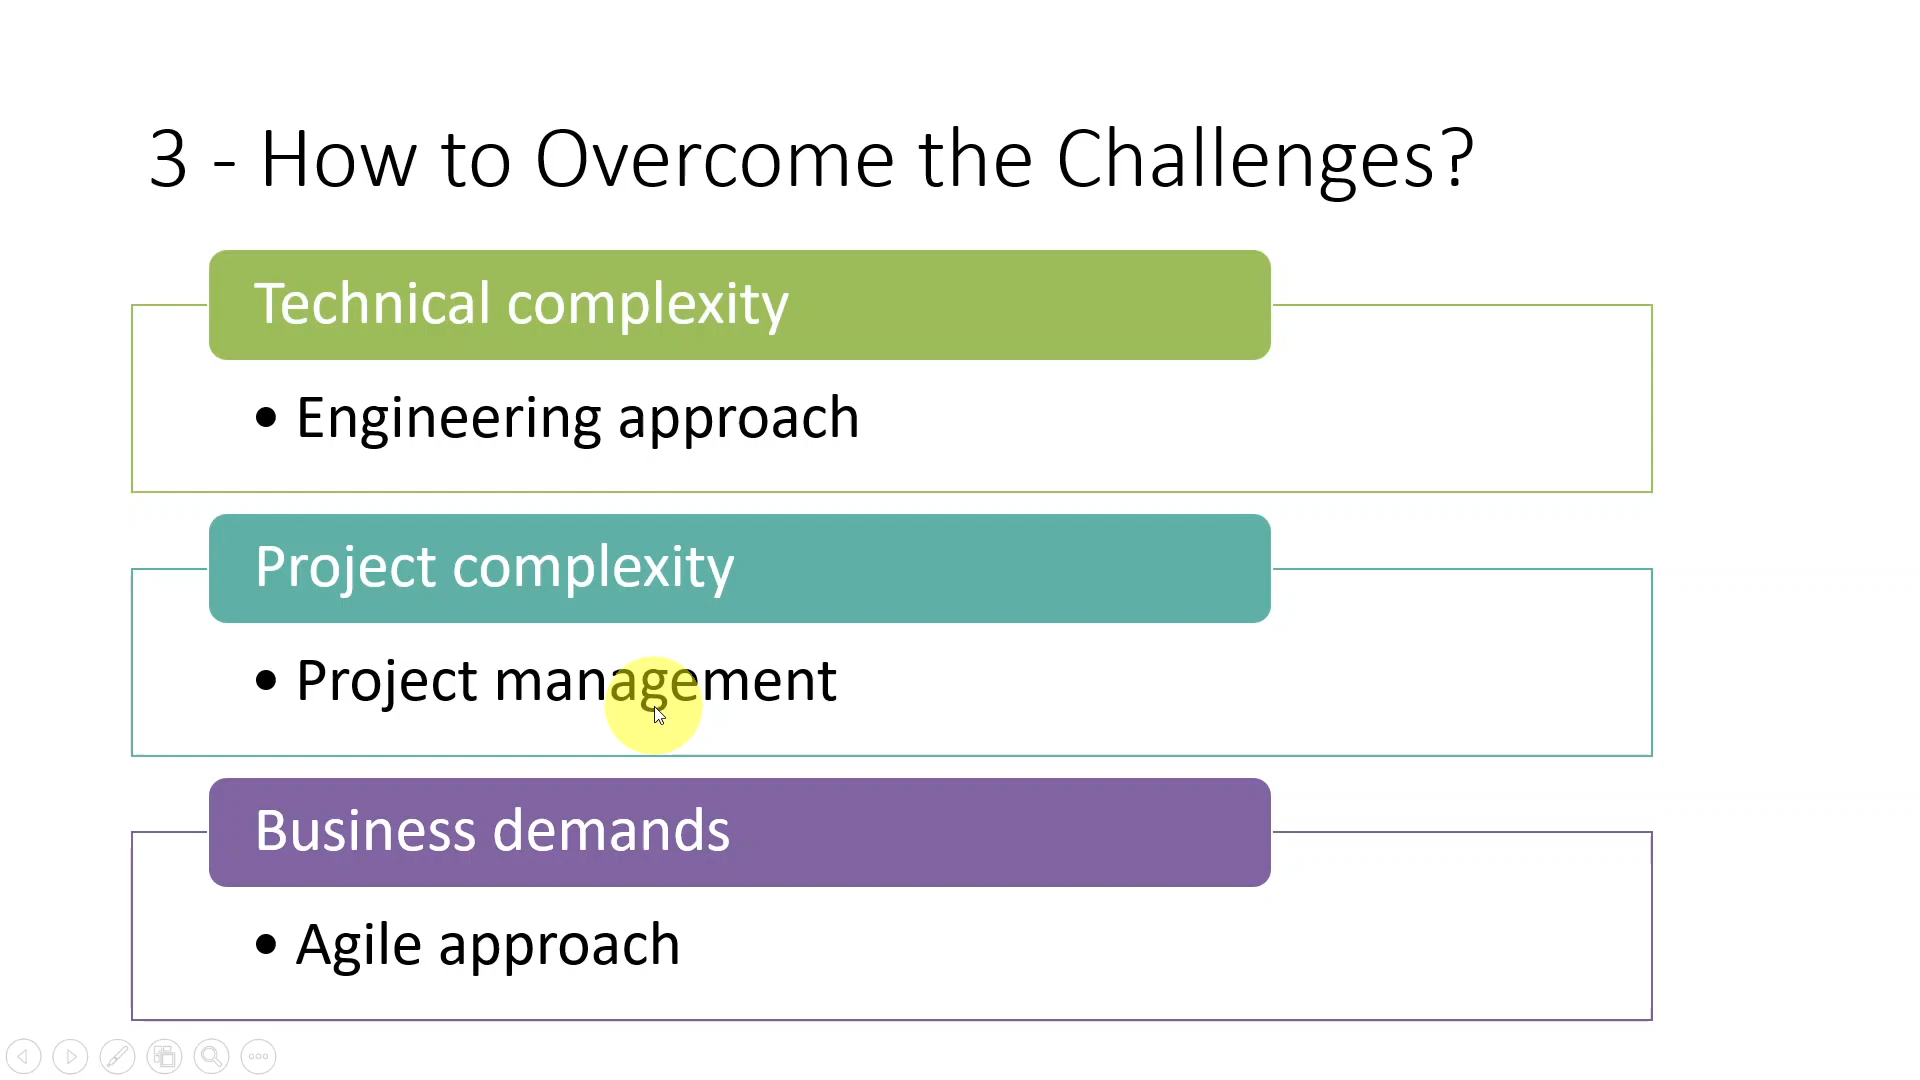 3 - How to Overcome the Challenges?
Technical complexity
• Engineering approach
Project complexity
• Project management
Business demands
• Agile approach